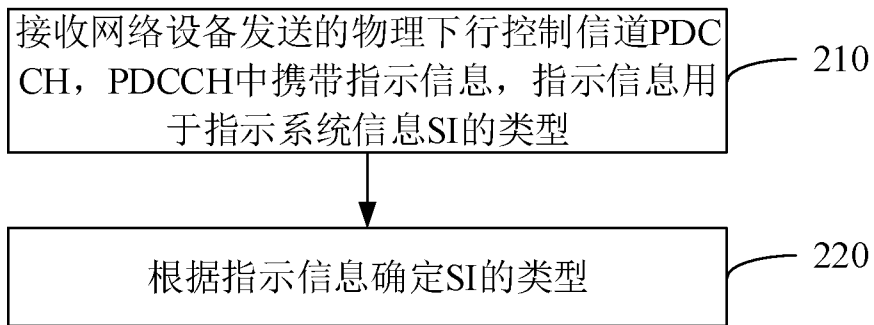 接收网络设备发送的物理下行控制信道PDC
CH，PDCCH中携带指示信息，指示信息用
于指示系统信息SI的类型
210
根据指示信息确定SI的类型
220